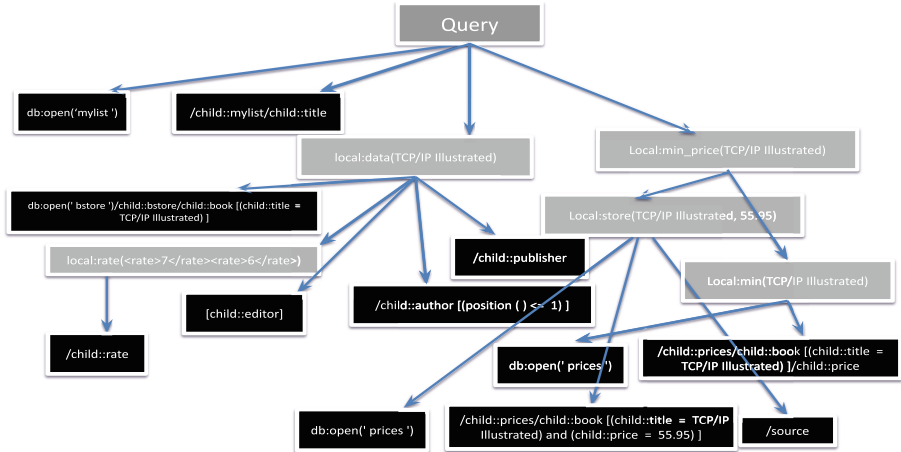 Query
db:open('mylist ')
/child::mylist/child::title
local:data(TCP/IP Illustrated)
Local:min_price(TCP/IP Illustrated)
db:open(' bstore ')/child::bstore/child::book [(child::title =
TCP/IP Illustrated) ]
Local:store(TCP/IP Illustrated, 55.95)
local:rate(<rate>7</rate><rate>6</rate>)
/child::publisher
Local:min(TCP/IP Illustrated)
[child::editor]
/child::author [(position ( ) <= 1) ]
/child::rate
db:open(' prices ')
/child::prices/child::book [(child::title =
TCP/IP Illustrated) ]/child::price
db:open(' prices ')
/child::prices/child::book [(child::title = TCP/IP
Illustrated) and (child::price = 55.95) ]
/source